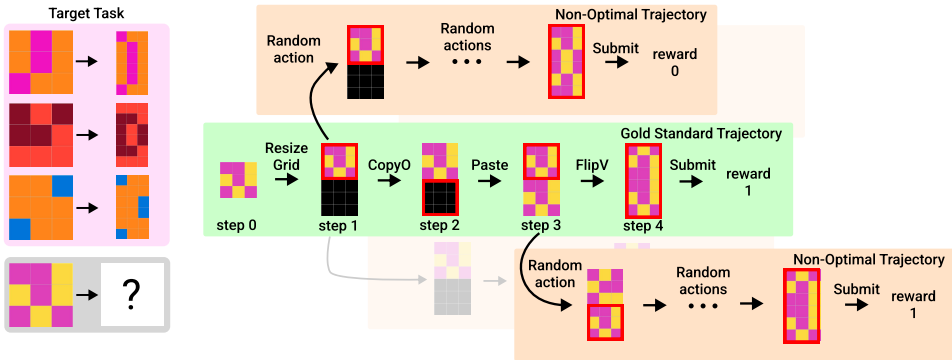 Target Task
?
Non-Optimal Trajectory
Random
action
Random
actions
Submit
reward
0
Gold Standard Trajectory
Resize
Grid
CopyO
Paste
FlipV
Submit
reward
1
step 0
step 1
step 2
step 3
step 4
Non-Optimal Trajectory
Random
action
Random
actions
Submit
reward
1